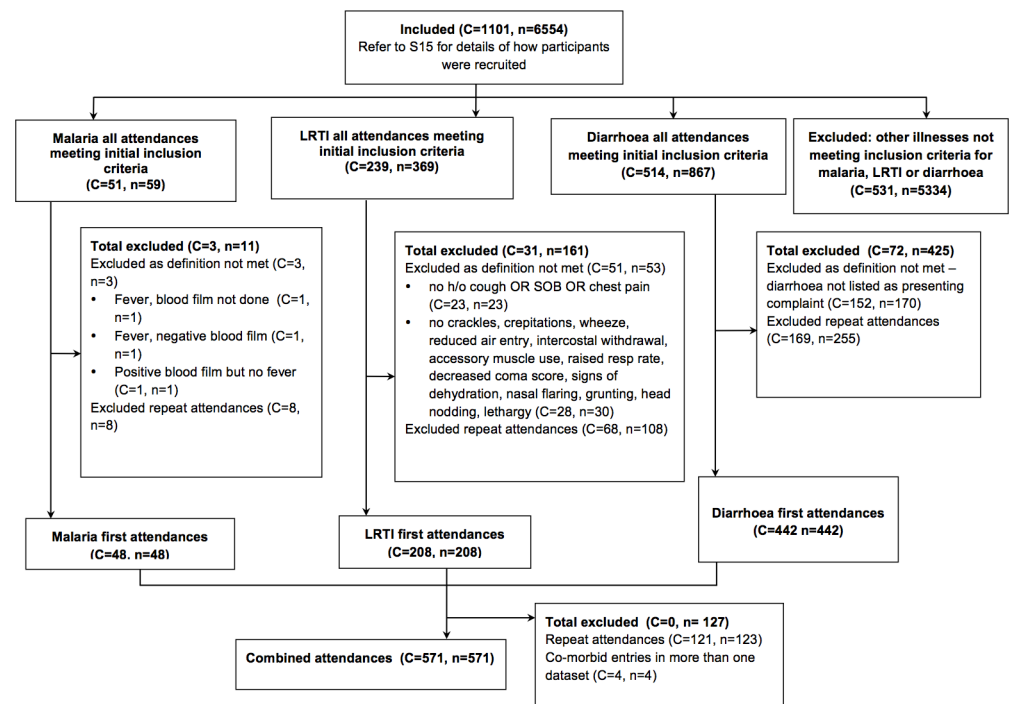 Included (C=1101, n=6554)
Refer to S15 for details of how participants
were recruited
Malaria all attendances
meeting initial inclusion
criteria
(C=51, n=59)
LRTI all attendances meeting
initial inclusion criteria
(C=239, n=369)
Diarrhoea all attendances
meeting initial inclusion criteria
(C=514, n=867)
Excluded: other illnesses not
meeting inclusion criteria for
malaria, LRTI or diarrhoea
(C=531, n=5334)
Total excluded (C=3, n=11)
Excluded as definition not met (C=3,
n=3)
• Fever, blood film not done (C=1,
n=1)
• Fever, negative blood film (C=1,
n=1)
• Positive blood film but no fever
(C=1, n=1)
Excluded repeat attendances (C=8,
n=8)
Total excluded (C=31, n=161)
Excluded as definition not met (C=51, n=53)
• no h/o cough OR SOB OR chest pain
(C=23, n=23)
• no crackles, crepitations, wheeze,
reduced air entry, intercostal withdrawal,
accessory muscle use, raised resp rate,
decreased coma score, signs of
dehydration, nasal flaring, grunting, head
nodding, lethargy (C=28, n=30)
Excluded repeat attendances (C=68, n=108)
Total excluded (C=72, n=425)
Excluded as definition not met –
diarrhoea not listed as presenting
complaint (C=152, n=170)
Excluded repeat attendances
(C=169, n=255)
Malaria first attendances
(C=48, n=48)
LRTI first attendances
(C=208, n=208)
Diarrhoea first attendances
(C=442 n=442)
Total excluded (C=0, n= 127)
Repeat attendances (C=121, n=123)
Co-morbid entries in more than one
dataset (C=4, n=4)
Combined attendances (C=571, n=571)